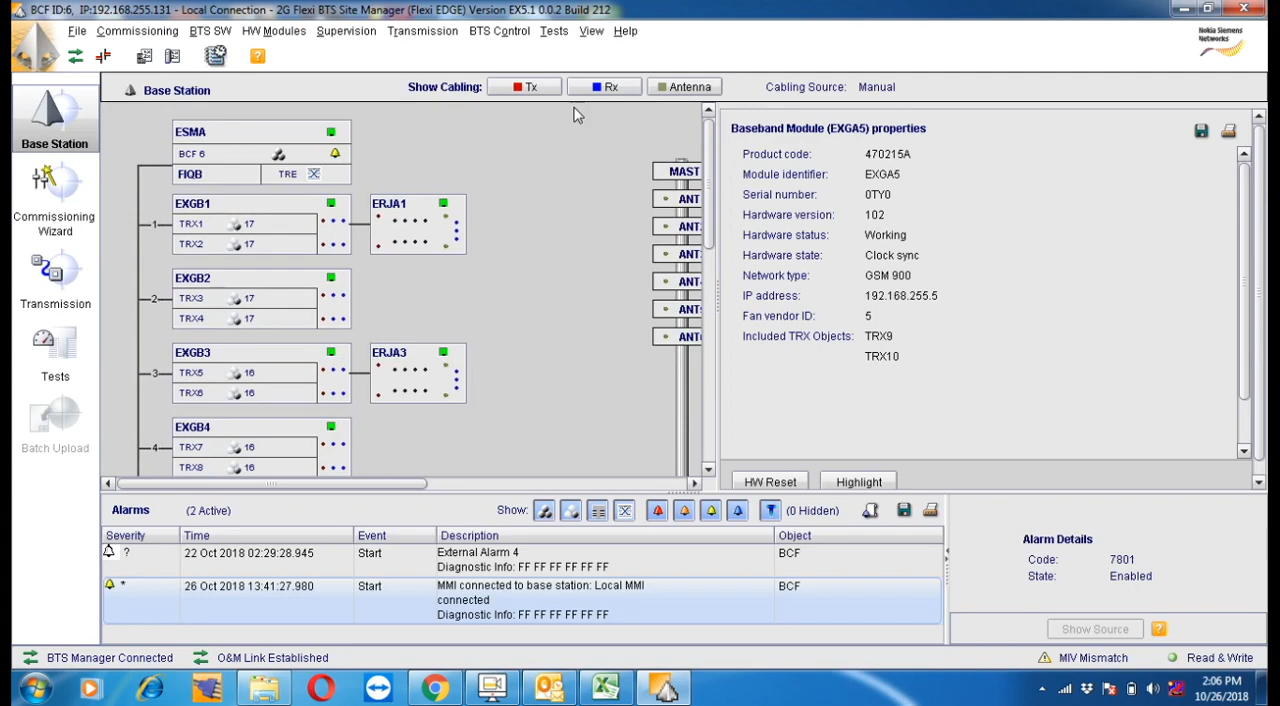 BCF ID:6, IP:192.168.255.131 - Local Connection - 2G Flexi BTS Site Manager (Flexi EDGE) Version EX5.1 0.0.2 Build 212
File Commissioning BTS SW HW Modules Supervision Transmission BTS Control Tests View Help
Nokia Siemens
Networks
Base Station
Show Cabling: Tx Rx Antenna Cabling Source: Manual
Base Station
Commissioning
Wizard
Transmission
Tests
Batch Upload
ESMA
BCF 6
FIQB TRE
EXGB1
1
TRX1 17
TRX2 17
ERJA1
EXGB2
2
TRX3 17
TRX4 17
EXGB3
3
TRX5 16
TRX6 16
ERJA3
EXGB4
4
TRX7 16
TRX8 16
MAST
ANT
ANT
ANT
ANT
ANT
ANT
Baseband Module (EXGA5) properties
Product code: 470215A
Module identifier: EXGA5
Serial number: 0TY0
Hardware version: 102
Hardware status: Working
Hardware state: Clock sync
Network type: GSM 900
IP address: 192.168.255.5
Fan vendor ID: 5
Included TRX Objects: TRX9
TRX10
HW Reset Highlight
Alarms (2 Active) Show: (0 Hidden)
Severity Time Event Description Object
? 22 Oct 2018 02:29:28.945 Start External Alarm 4 BCF
Diagnostic Info: FF FF FF FF FF FF
* 26 Oct 2018 13:41:27.980 Start MMI connected to base station: Local MMI BCF
connected
Diagnostic Info: FF FF FF FF FF FF
Alarm Details
Code: 7801
State: Enabled
Show Source
BTS Manager Connected O&M Link Established MIV Mismatch Read & Write
2:06 PM
10/26/2018